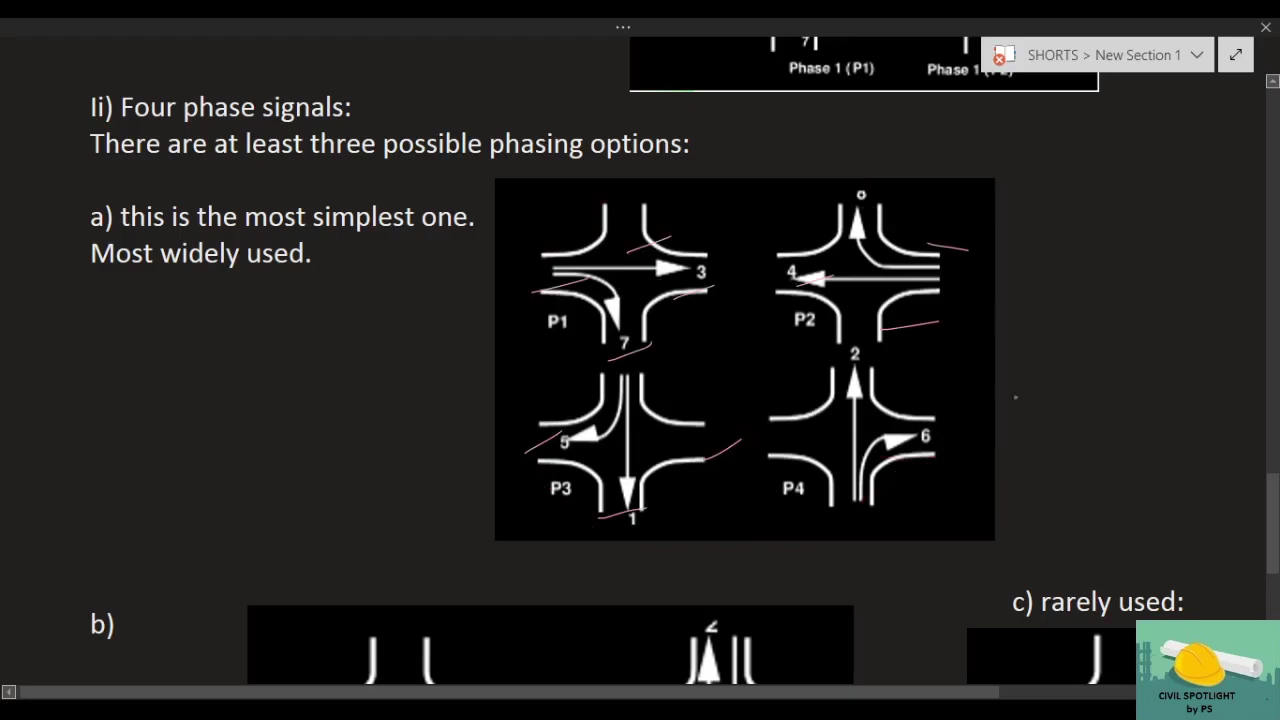 ...
SHORTS > New Section 1
7
Phase 1 (P1)
Ii) Four phase signals:
There are at least three possible phasing options:
a) this is the most simplest one.
Most widely used.
3
P1
7
4
P2
5
P3
1
2
6
P4
c) rarely used:
b)
2
CIVIL SPOTLIGHT
by PS